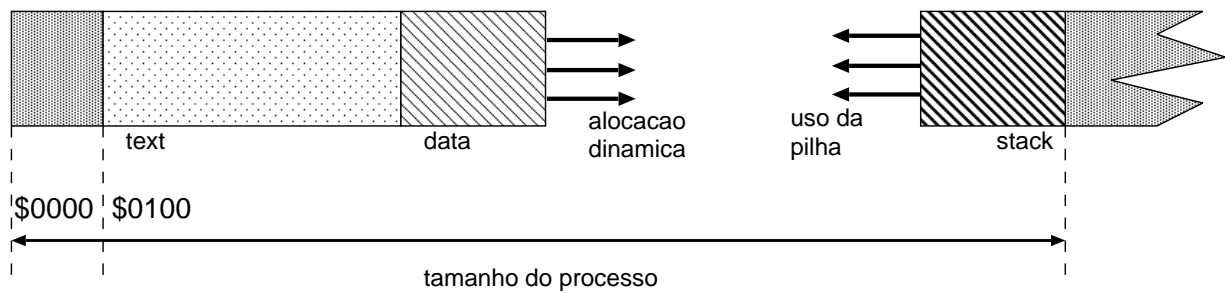 text
data
alocacao
dinamica
uso da
pilha
stack
$0000
$0100
tamanho do processo